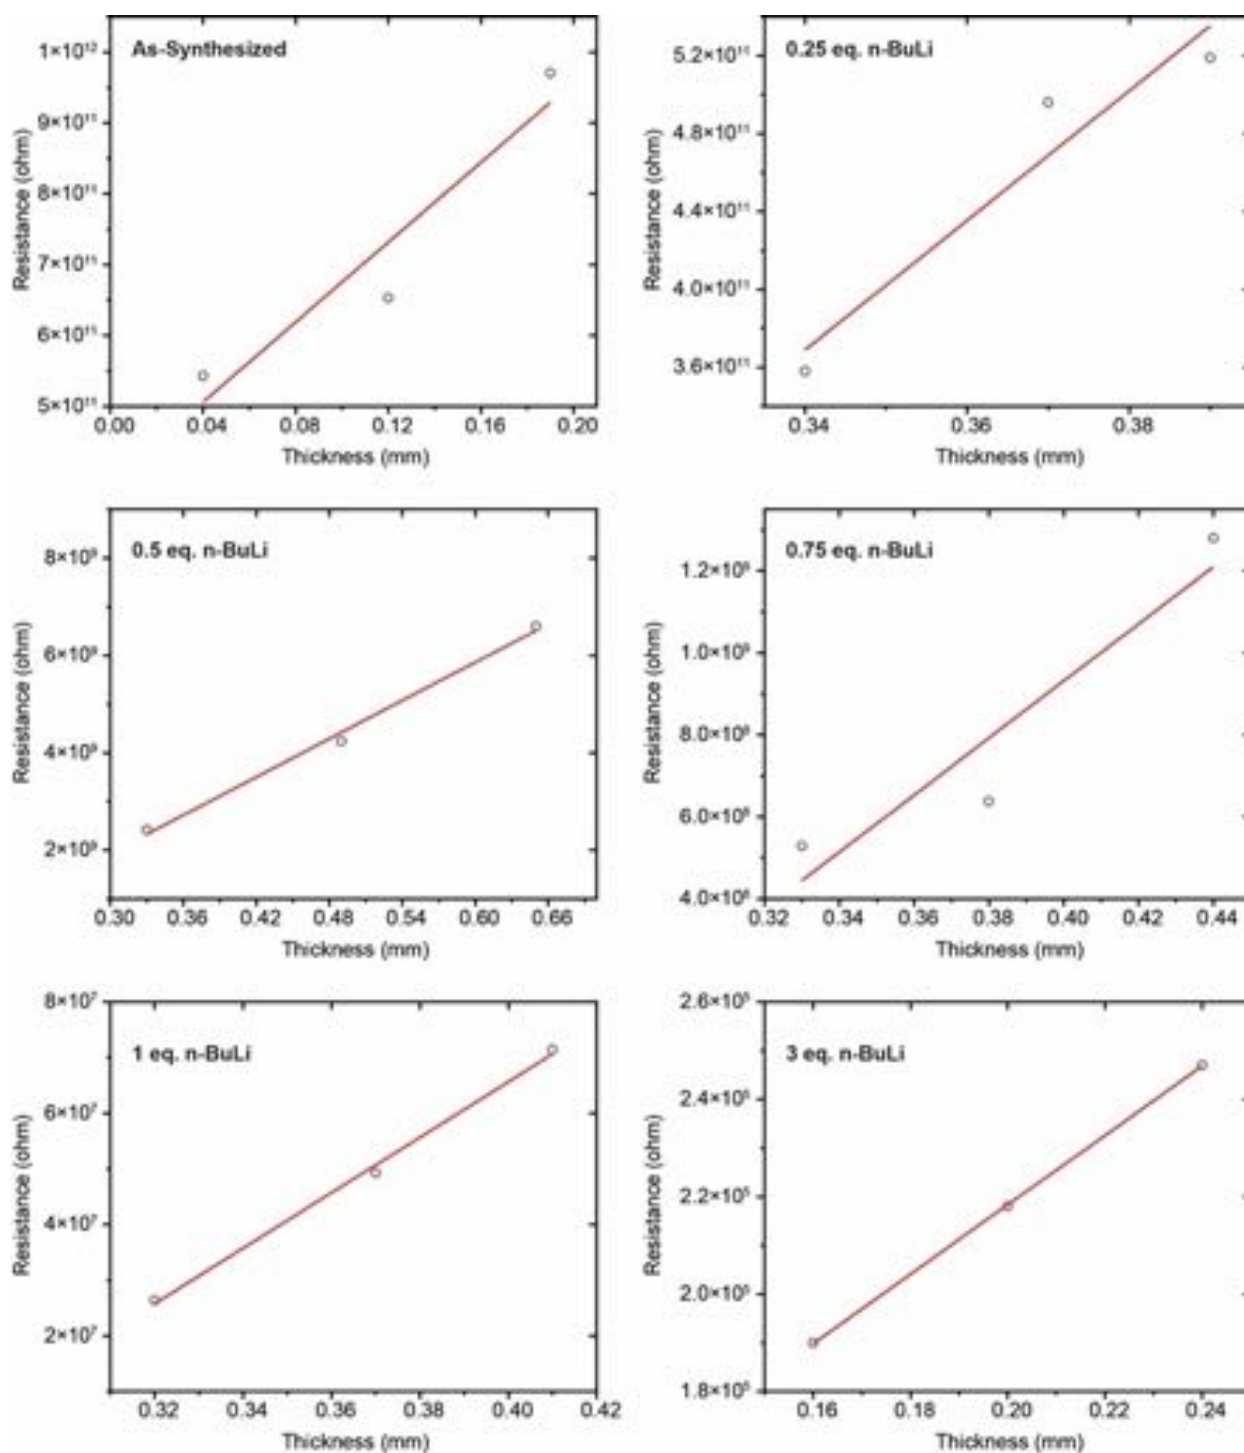 As-Synthesized
1×10¹²
9×10¹¹
8×10¹¹
7×10¹¹
6×10¹¹
5×10¹¹
Resistance (ohm)
0.00 0.04 0.08 0.12 0.16 0.20
Thickness (mm)
0.25 eq. n-BuLi
5.2×10¹¹
4.8×10¹¹
4.4×10¹¹
4.0×10¹¹
3.6×10¹¹
Resistance (ohm)
0.34 0.36 0.38
Thickness (mm)
0.5 eq. n-BuLi
8×10⁹
6×10⁹
4×10⁹
2×10⁹
Resistance (ohm)
0.30 0.36 0.42 0.48 0.54 0.60 0.66
Thickness (mm)
0.75 eq. n-BuLi
1.2×10⁹
1.0×10⁹
8.0×10⁸
6.0×10⁸
4.0×10⁸
Resistance (ohm)
0.32 0.34 0.36 0.38 0.40 0.42 0.44
Thickness (mm)
1 eq. n-BuLi
8×10⁷
6×10⁷
4×10⁷
2×10⁷
Resistance (ohm)
0.32 0.34 0.36 0.38 0.40 0.42
Thickness (mm)
3 eq. n-BuLi
2.6×10⁵
2.4×10⁵
2.2×10⁵
2.0×10⁵
1.8×10⁵
Resistance (ohm)
0.16 0.18 0.20 0.22 0.24
Thickness (mm)